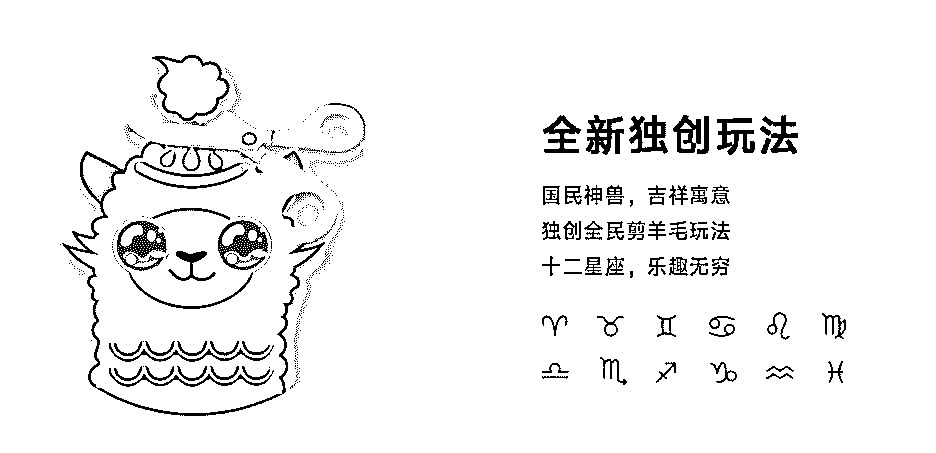 全新独创玩法
国民神兽，吉祥寓意
独创全民剪羊毛玩法
十二星座，乐趣无穷
♈ ♉ ♊ ♋ ♌ ♍
♎ ♏ ♐ ♑ ♒ ♓